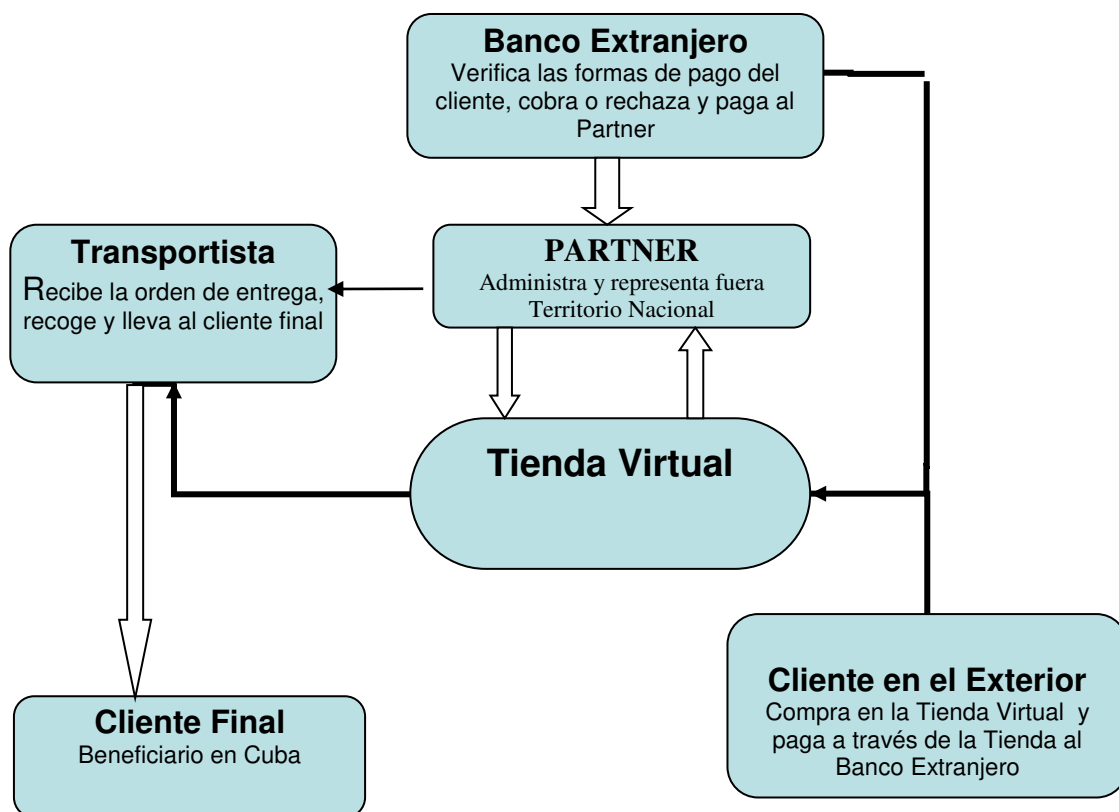 Banco Extranjero
Verifica las formas de pago del
cliente, cobra o rechaza y paga al
Partner
Transportista
Recibe la orden de entrega,
recoge y lleva al cliente final
PARTNER
Administra y representa fuera
Territorio Nacional
Tienda Virtual
Cliente en el Exterior
Compra en la Tienda Virtual y
paga a través de la Tienda al
Banco Extranjero
Cliente Final
Beneficiario en Cuba